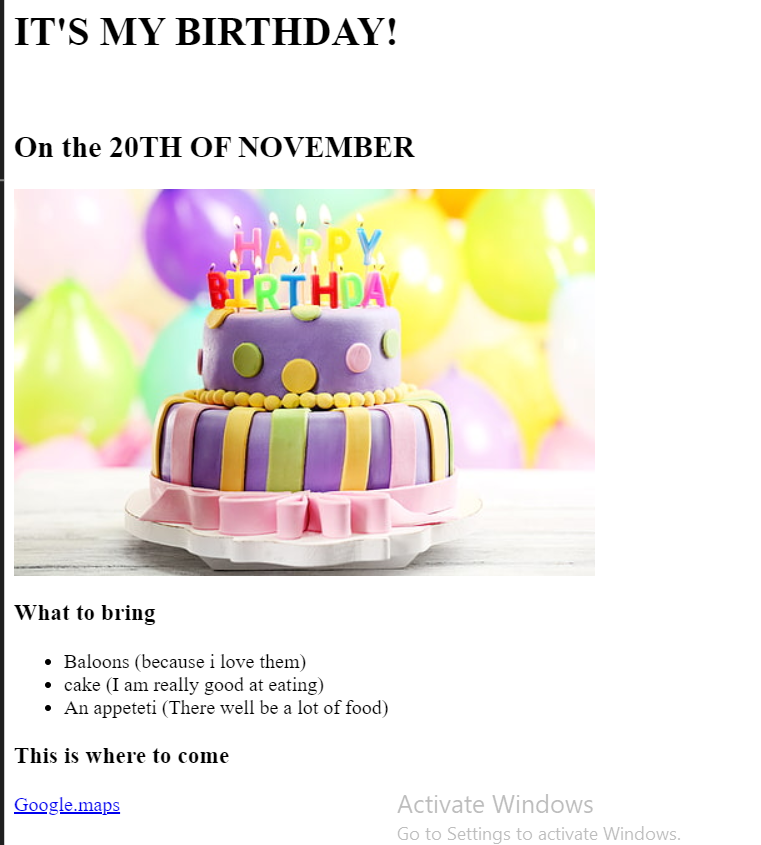 IT'S MY BIRTHDAY!
On the 20TH OF NOVEMBER
HAPPY
BIRTHDAY
What to bring
Baloons (because i love them)
cake (I am really good at eating)
An appeteti (There well be a lot of food)
This is where to come
Google.maps
Activate Windows
Go to Settings to activate Windows.